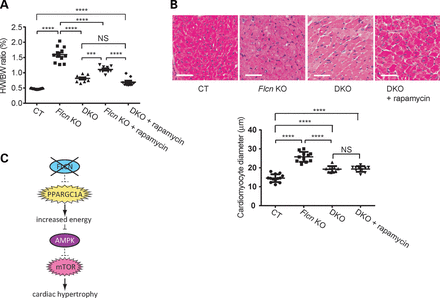 A
****
****
****
NS
****
***
****
HW/BW ratio (%)
2.5
2.0
1.5
1.0
0.5
0.0
CT
Flcn KO
DKO
Flcn KO + rapamycin
DKO + rapamycin
B
CT
Flcn KO
DKO
DKO
+ rapamycin
****
****
****
****
NS
Cardiomyocyte diameter (μm)
40
30
20
10
0
CT
Flcn KO
DKO
DKO + rapamycin
C
FLCN
PPARGC1A
increased energy
AMPK
mTOR
cardiac hypertrophy